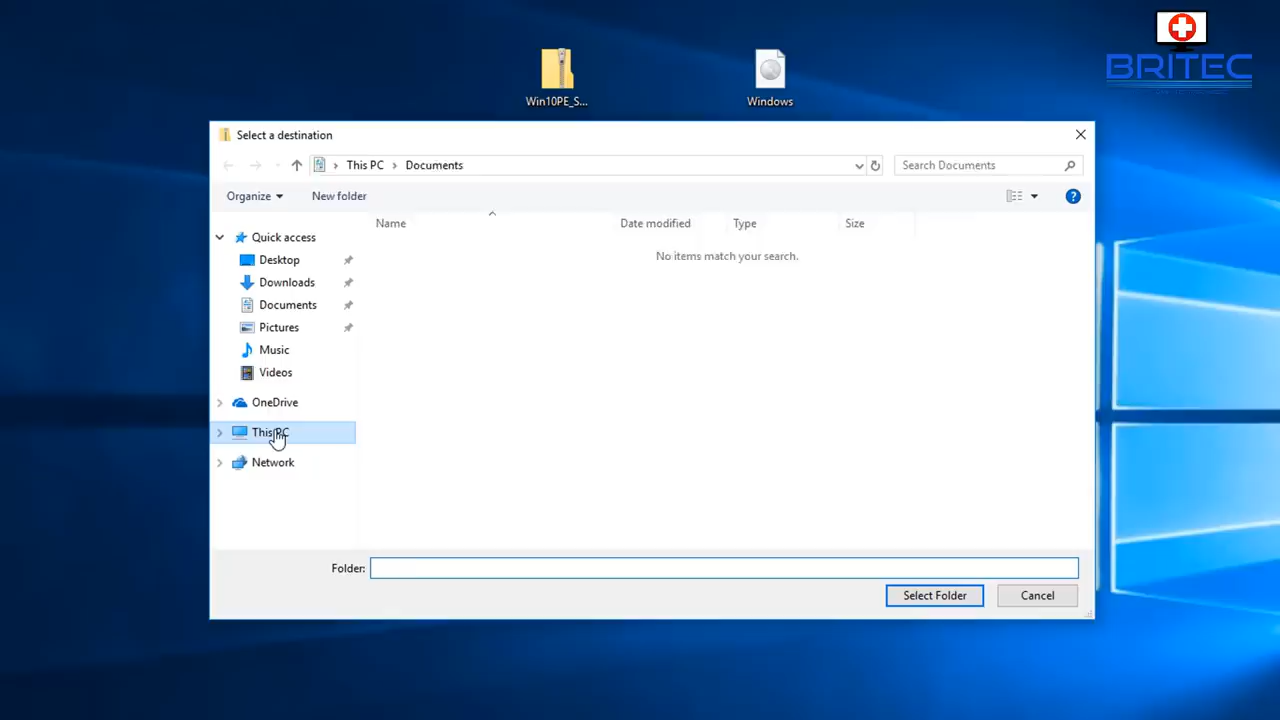 BRITEC
Win10PE_S...
Windows
Select a destination
This PC > Documents
Search Documents
Organize
New folder
Name
Date modified
Type
Size
No items match your search.
Quick access
Desktop
Downloads
Documents
Pictures
Music
Videos
OneDrive
This PC
Network
Folder:
Select Folder
Cancel